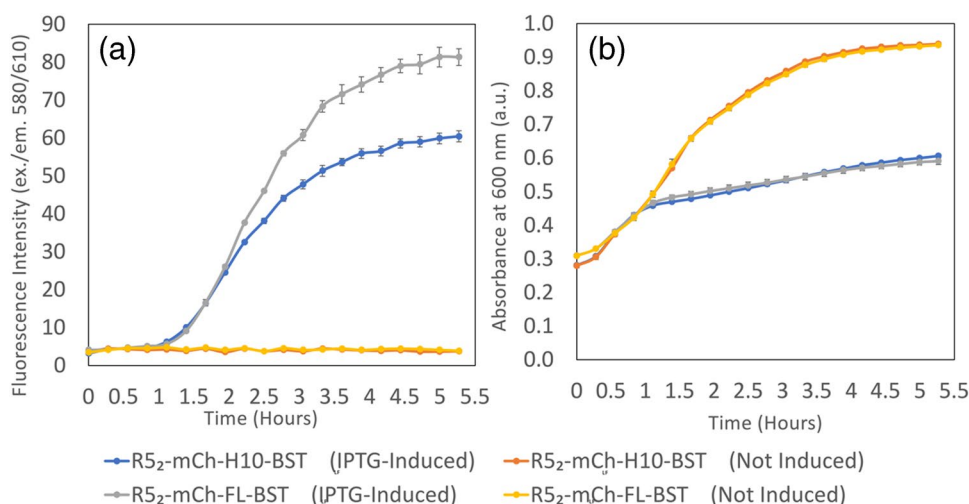 (a)
Fluorescence Intensity (ex./em. 580/610)
90
80
70
60
50
40
30
20
10
0
0 0.5 1 1.5 2 2.5 3 3.5 4 4.5 5 5.5
Time (Hours)
(b)
Absorbance at 600 nm (a.u.)
1.0
0.9
0.8
0.7
0.6
0.5
0.4
0.3
0.2
0.1
0.0
0 0.5 1 1.5 2 2.5 3 3.5 4 4.5 5 5.5
Time (Hours)
R5₂-mCh-H10-BST (IPTG-Induced)
R5₂-mCh-H10-BST (Not Induced)
R5₂-mCh-FL-BST (IPTG-Induced)
R5₂-mCh-FL-BST (Not Induced)